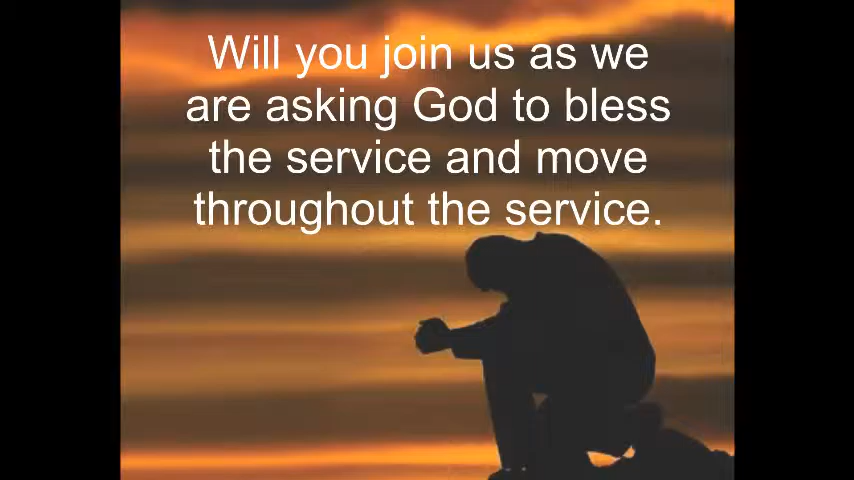 Will you join us as we
are asking God to bless
the service and move
throughout the service.